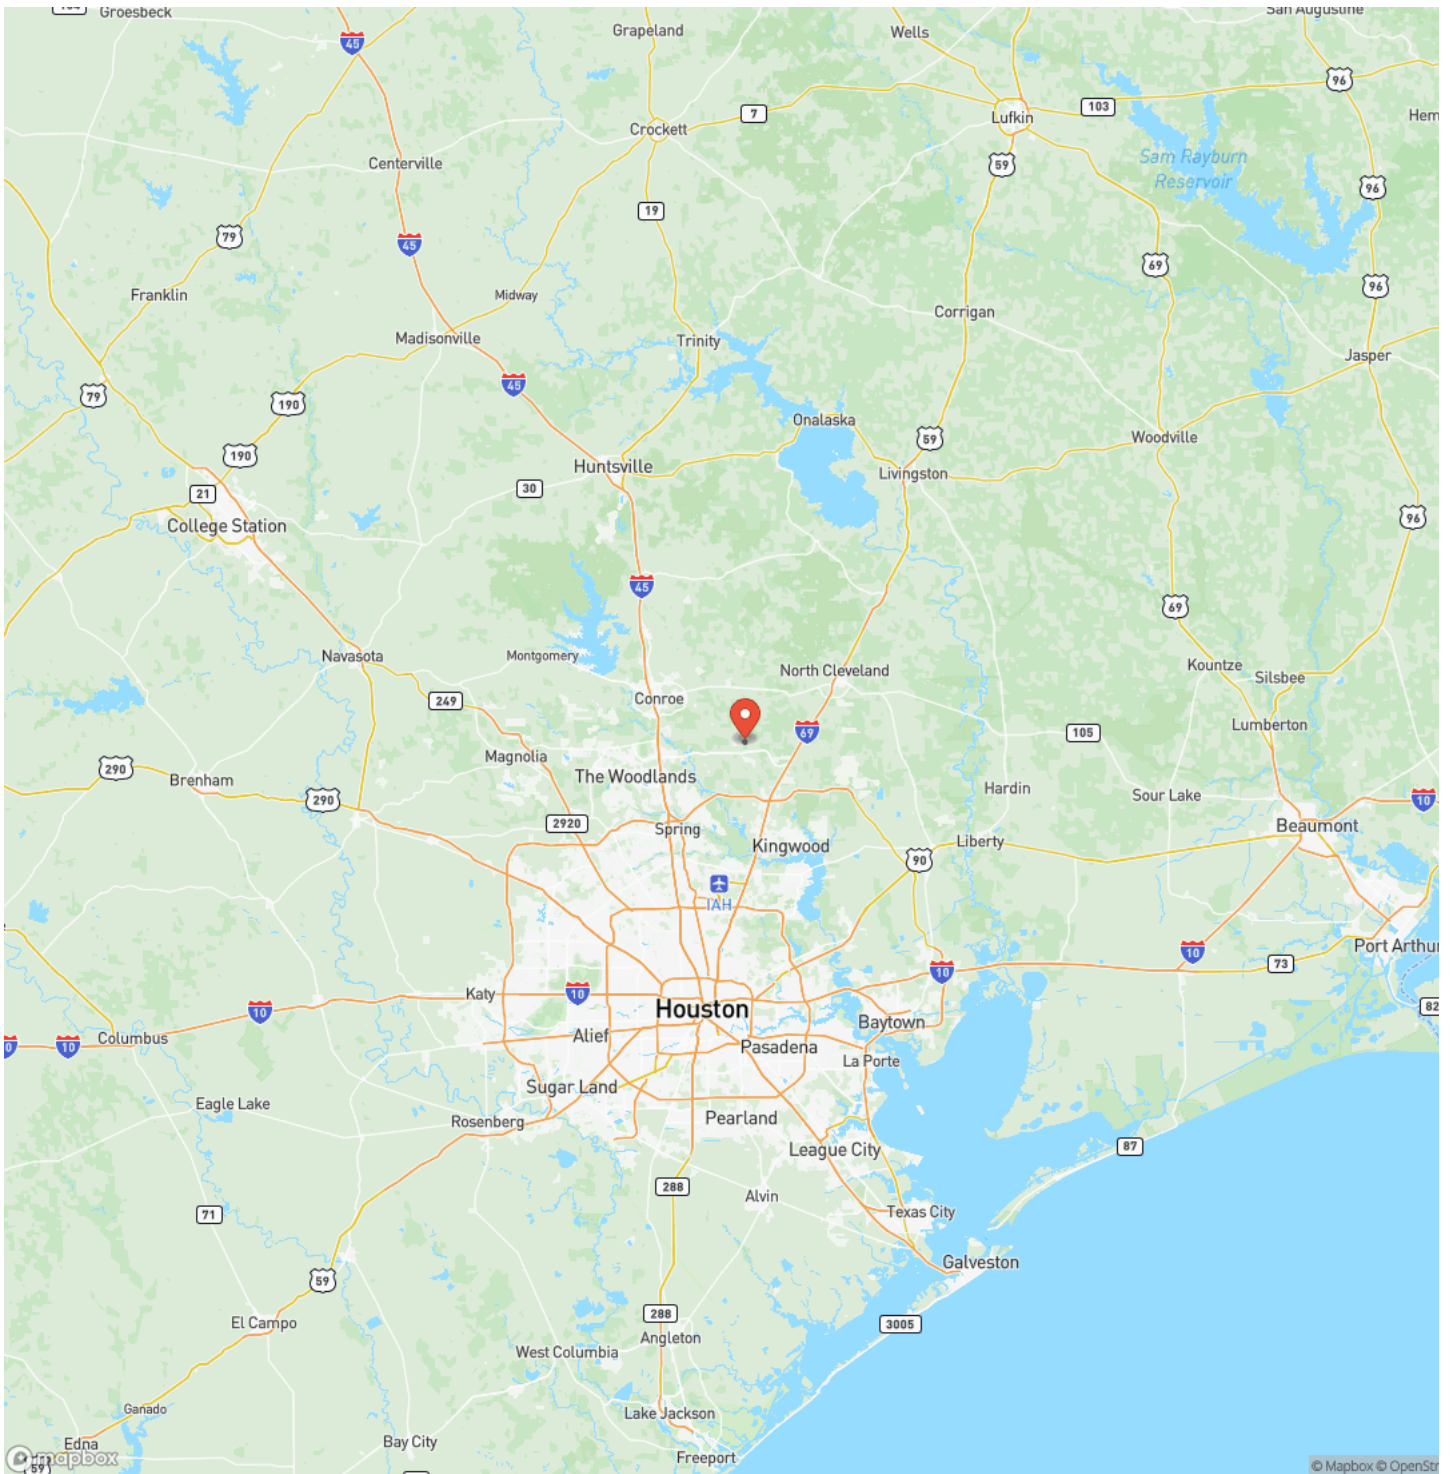 Groesbeck
Grapeland
Wells
San Augustine
45
96
7
103
Lufkin
Crockett
Centerville
59
Sam Rayburn
Reservoir
96
19
79
45
69
96
Franklin
Midway
Corrigan
Madisonville
Trinity
Jasper
45
79
190
Onalaska
59
Woodville
190
Huntsville
Livingston
30
21
96
College Station
45
69
Navasota
Montgomery
North Cleveland
Kountze
Silsbee
249
Conroe
Lumberton
69
105
Magnolia
290
The Woodlands
Brenham
Hardin
Sour Lake
290
10
2920
Spring
Beaumont
Kingwood
Liberty
90
IAH
Port Arthur
10
73
10
Katy
10
82
10
Houston
Baytown
Columbus
Alief
10
Pasadena
La Porte
Sugar Land
Eagle Lake
Rosenberg
Pearland
League City
87
288
Alvin
71
Texas City
Galveston
59
288
3005
El Campo
Angleton
West Columbia
Ganado
Lake Jackson
Edna
Bay City
mapbox
Freeport
59
© Mapbox © OpenStr